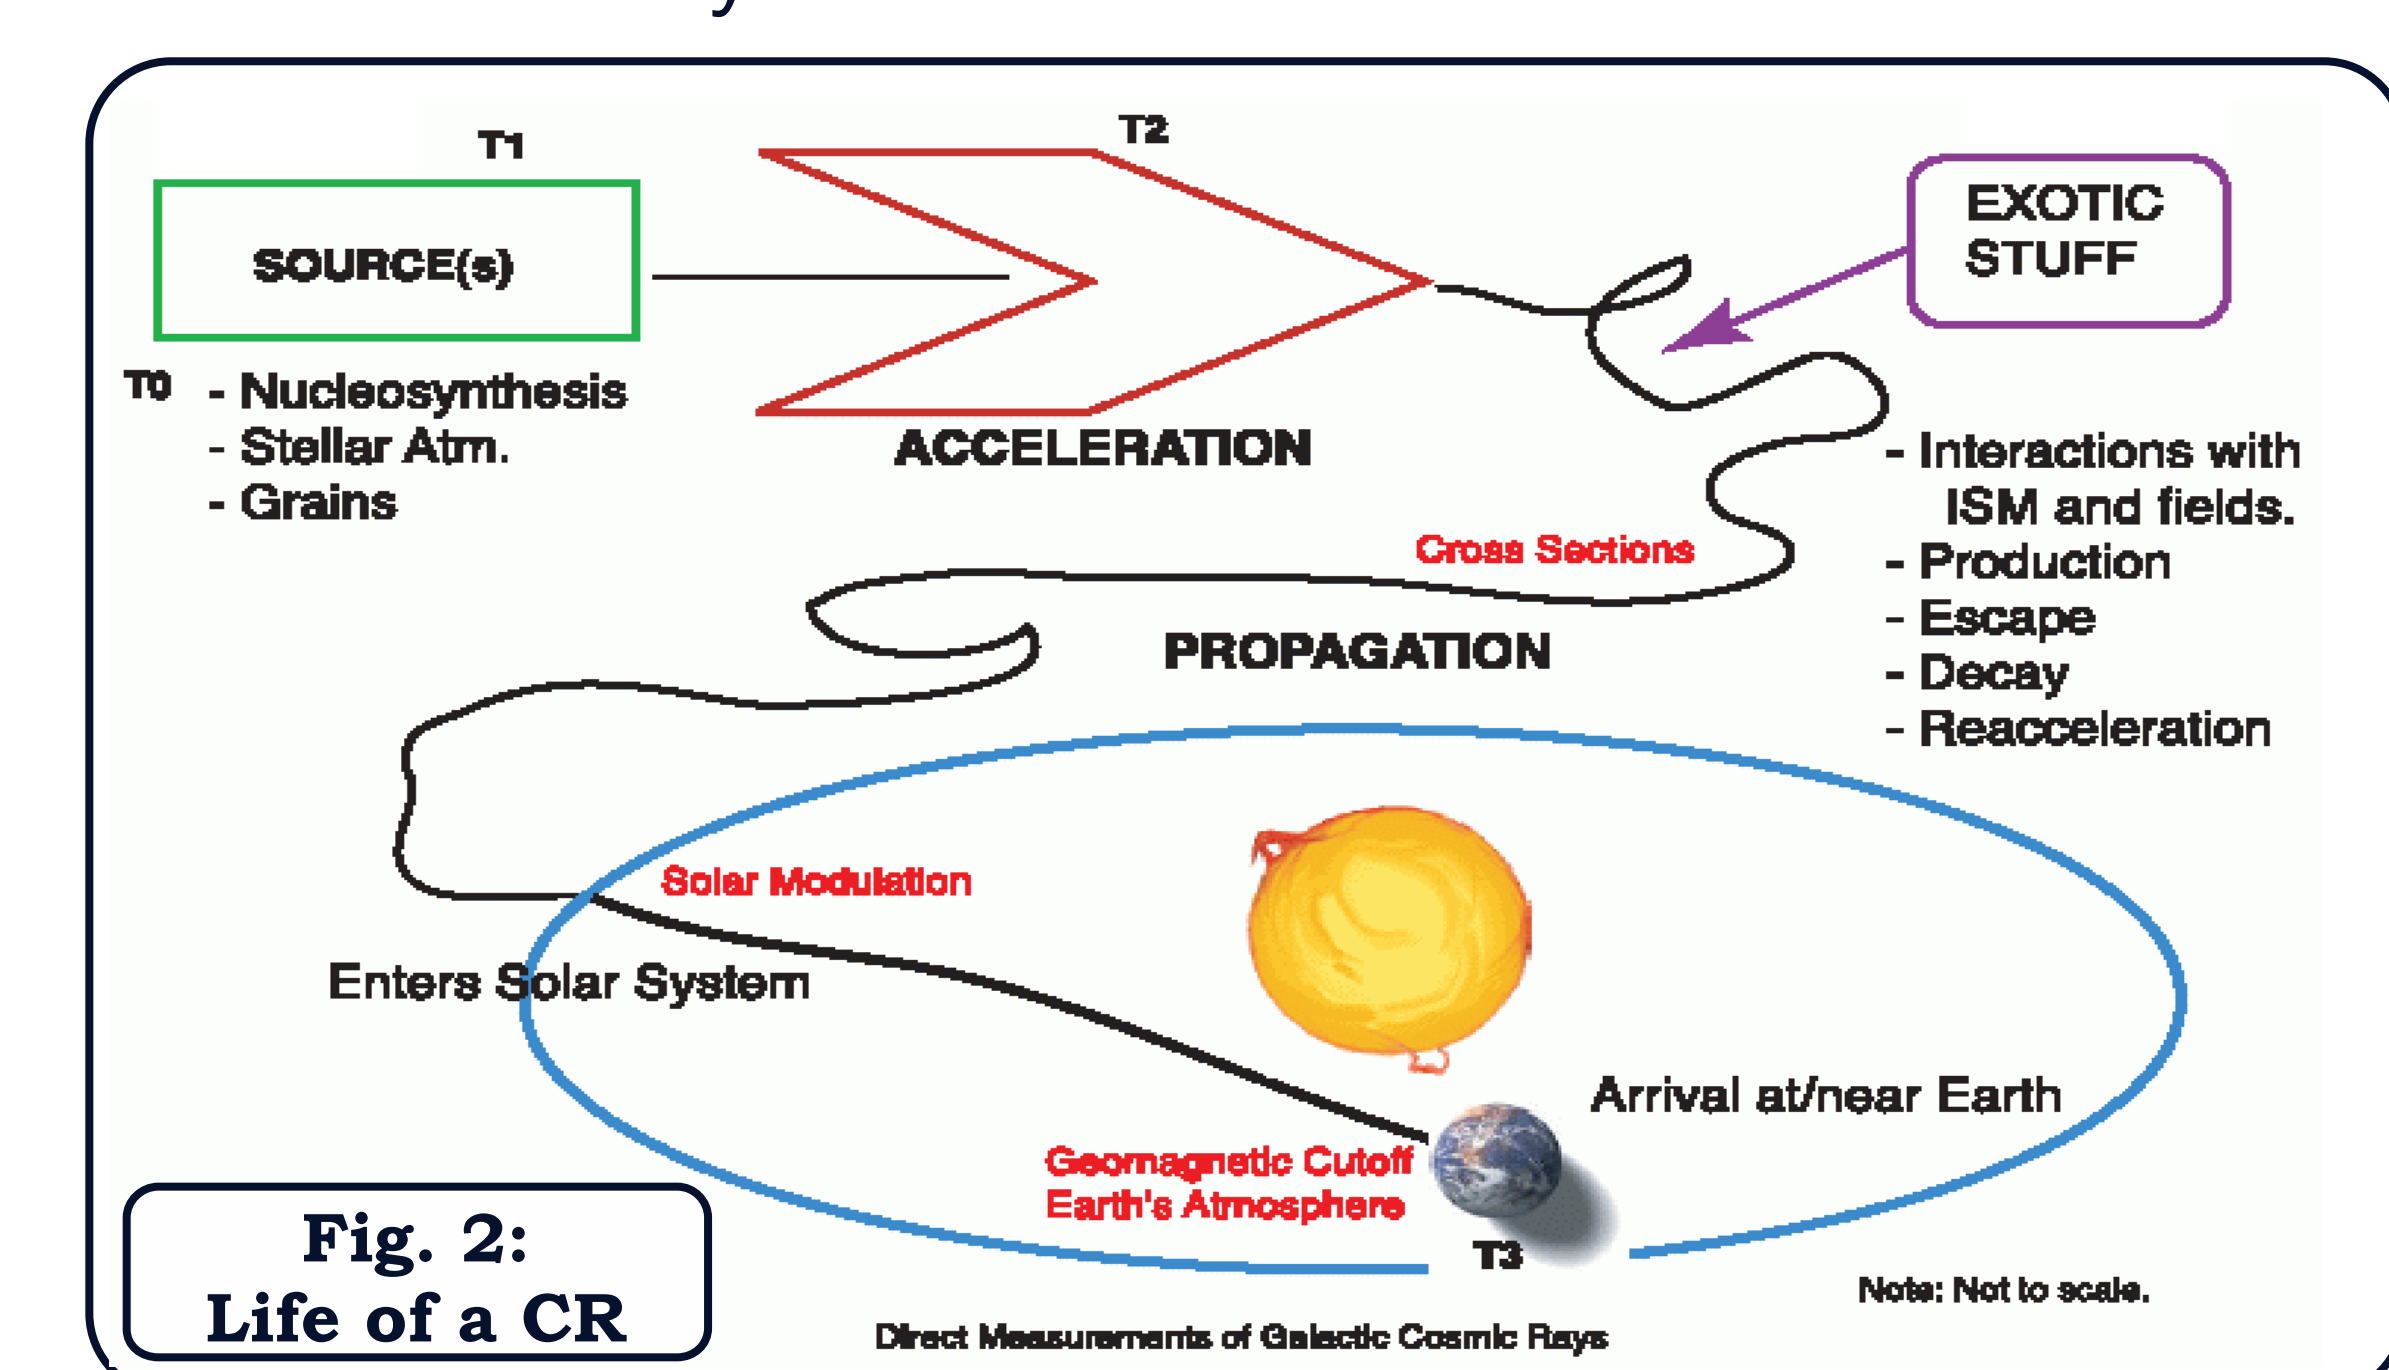 T1
T2
SOURCE(s)
EXOTIC
STUFF
T0
- Nucleosynthesis
- Stellar Atm.
- Grains
ACCELERATION
- Interactions with
ISM and fields.
- Production
- Escape
- Decay
- Reacceleration
Cross Sections
PROPAGATION
Solar Modulation
Enters Solar System
Arrival at/near Earth
Geomagnetic Cutoff
Earth's Atmosphere
T3
Note: Not to scale.
Fig. 2:
Life of a CR
Direct Measurements of Galactic Cosmic Rays